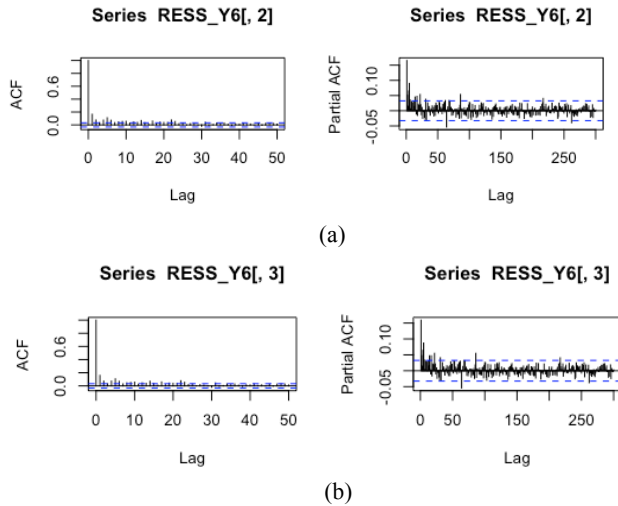 Series RESS_Y6[, 2]
ACF
0.0 0.6
0 10 20 30 40 50
Lag
Series RESS_Y6[, 2]
Partial ACF
-0.05 0.10
0 50 150 250
Lag
(a)
Series RESS_Y6[, 3]
ACF
0.0 0.6
0 10 20 30 40 50
Lag
Series RESS_Y6[, 3]
Partial ACF
-0.05 0.10
0 50 150 250
Lag
(b)